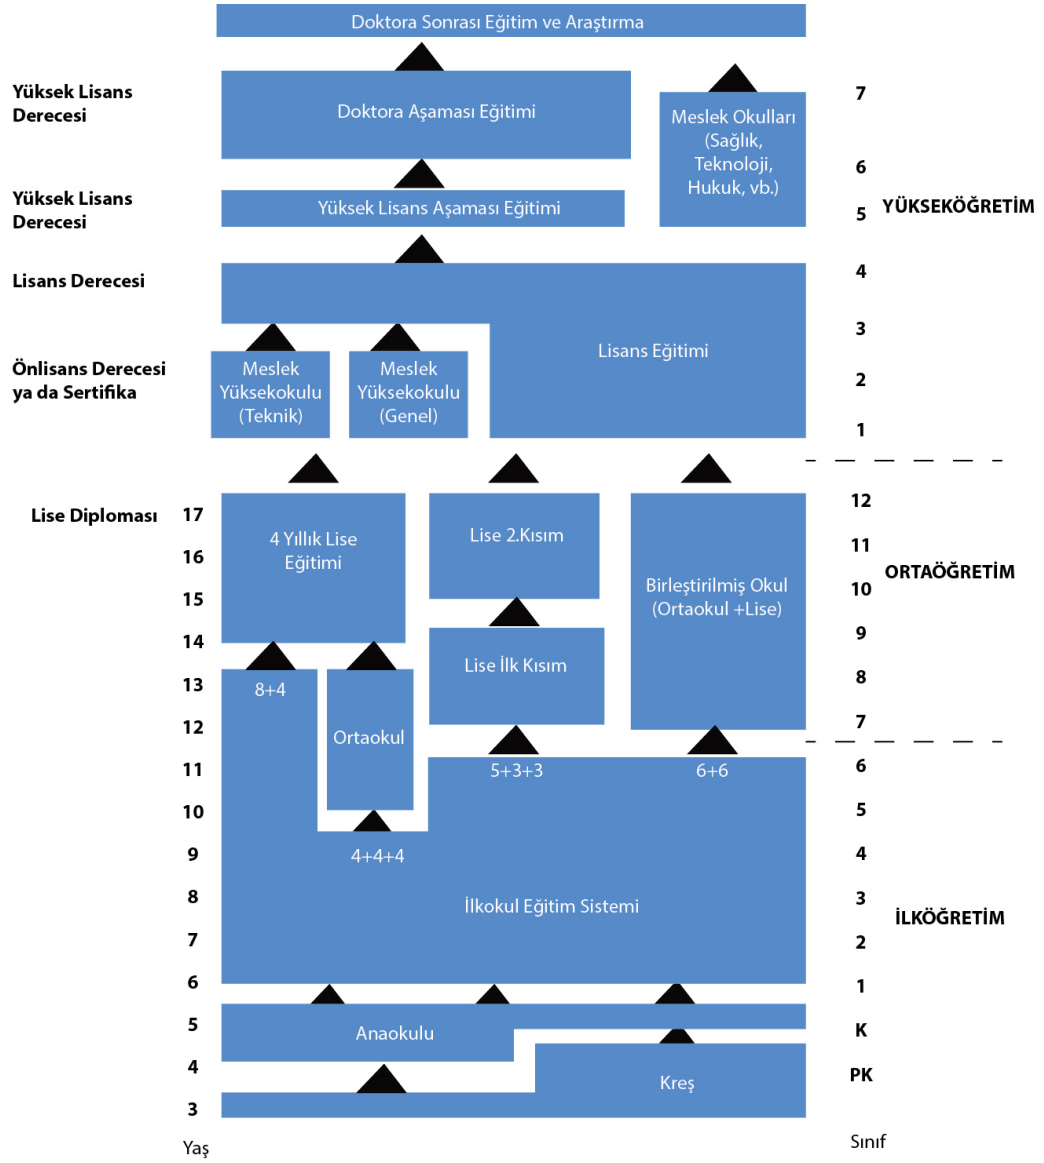 Doktora Sonrası Eğitim ve Araştırma
Yüksek Lisans
Derecesi
Doktora Aşaması Eğitimi
Meslek Okulları
(Sağlık,
Teknoloji,
Hukuk, vb.)
7
6
Yüksek Lisans
Derecesi
Yüksek Lisans Aşaması Eğitimi
5
YÜKSEKÖĞRETİM
Lisans Derecesi
4
3
Lisans Eğitimi
Önlisans Derecesi
ya da Sertifika
Meslek
Yüksekokulu
(Teknik)
Meslek
Yüksekokulu
(Genel)
2
1
Lise Diploması
17
16
15
14
13
12
11
10
9
8
7
6
5
4
3
Yaş
4 Yıllık Lise
Eğitimi
Lise 2.Kısım
Birleştirilmiş Okul
(Ortaokul +Lise)
Lise İlk Kısım
8+4
Ortaokul
5+3+3
6+6
4+4+4
İlkokul Eğitim Sistemi
Anaokulu
Kreş
12
11
10
9
8
7
6
5
4
3
2
1
K
PK
Sınıf
ORTAÖĞRETİM
İLKÖĞRETİM